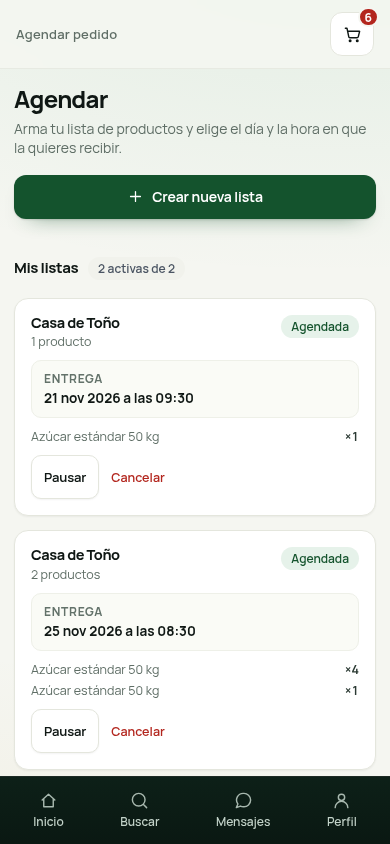 Agendar pedido
6
Agendar
Arma tu lista de productos y elige el día y la hora en que
la quieres recibir.
Crear nueva lista
Mis listas 2 activas de 2
Casa de Toño Agendada
1 producto
ENTREGA
21 nov 2026 a las 09:30
Azúcar estándar 50 kg ×1
Pausar Cancelar
Casa de Toño Agendada
2 productos
ENTREGA
25 nov 2026 a las 08:30
Azúcar estándar 50 kg ×4
Azúcar estándar 50 kg ×1
Pausar Cancelar
Inicio Buscar Mensajes Perfil